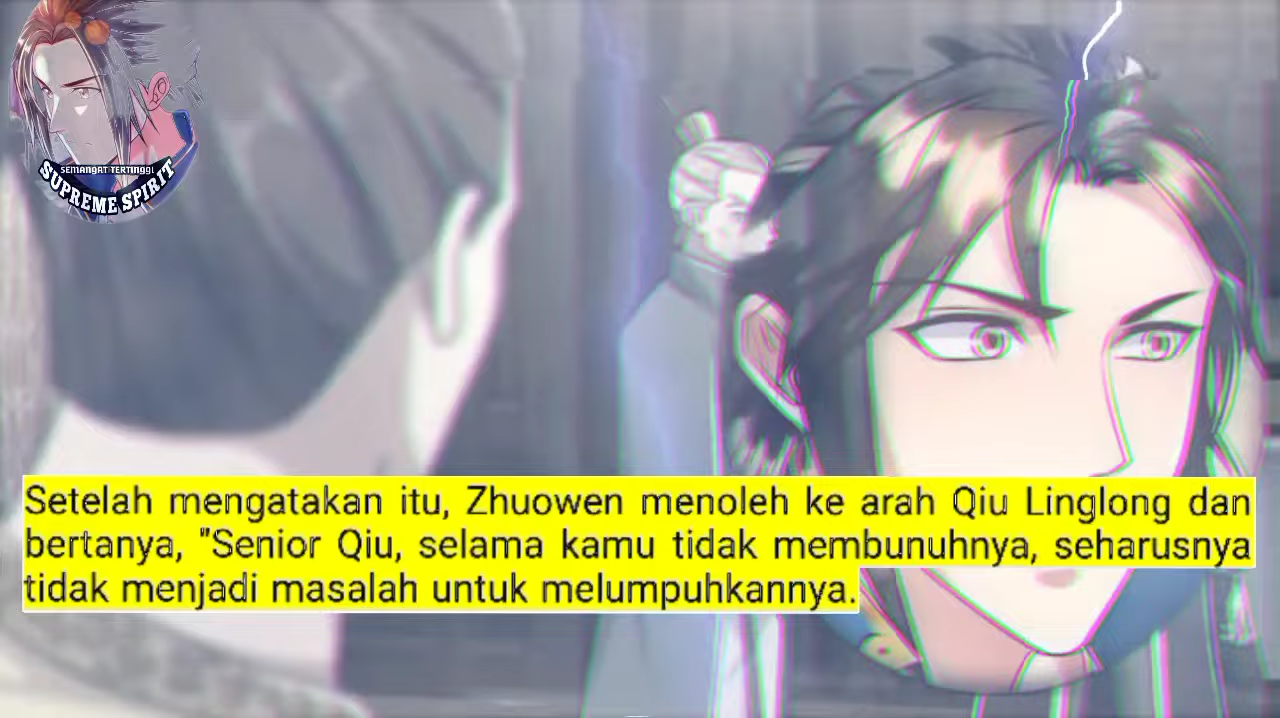 SEMANGAT TERTINGGI
SUPREME SPIRIT
Setelah mengatakan itu, Zhuowen menoleh ke arah Qiu Linglong dan
bertanya, "Senior Qiu, selama kamu tidak membunuhnya, seharusnya
tidak menjadi masalah untuk melumpuhkannya.